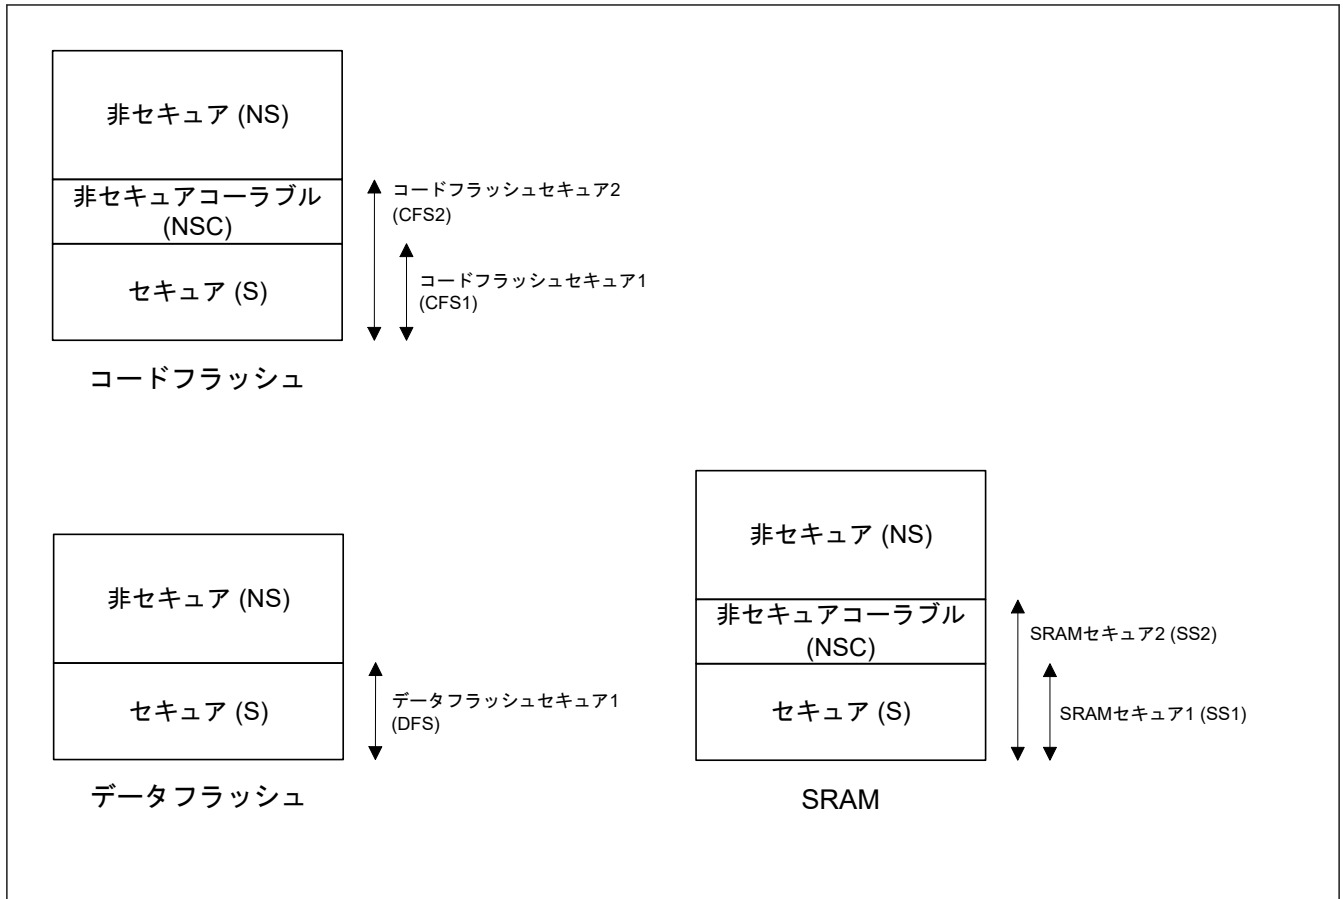 非セキュア (NS)
非セキュアコーラブル
(NSC)
セキュア (S)
コードフラッシュセキュア2
(CFS2)
コードフラッシュセキュア1
(CFS1)
コードフラッシュ
非セキュア (NS)
セキュア (S)
データフラッシュセキュア1
(DFS)
データフラッシュ
非セキュア (NS)
非セキュアコーラブル
(NSC)
セキュア (S)
SRAMセキュア2 (SS2)
SRAMセキュア1 (SS1)
SRAM